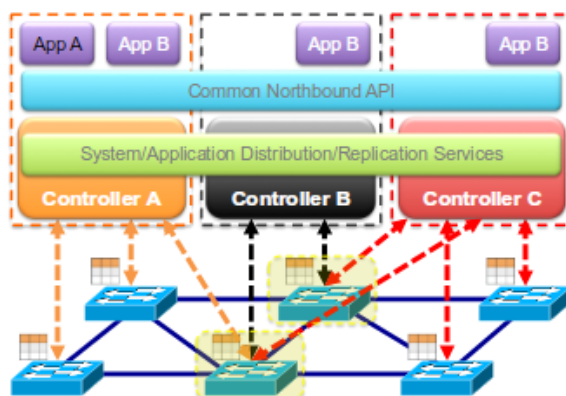 App A App B App B App B
Common Northbound API
System/Application Distribution/Replication Services
Controller A Controller B Controller C